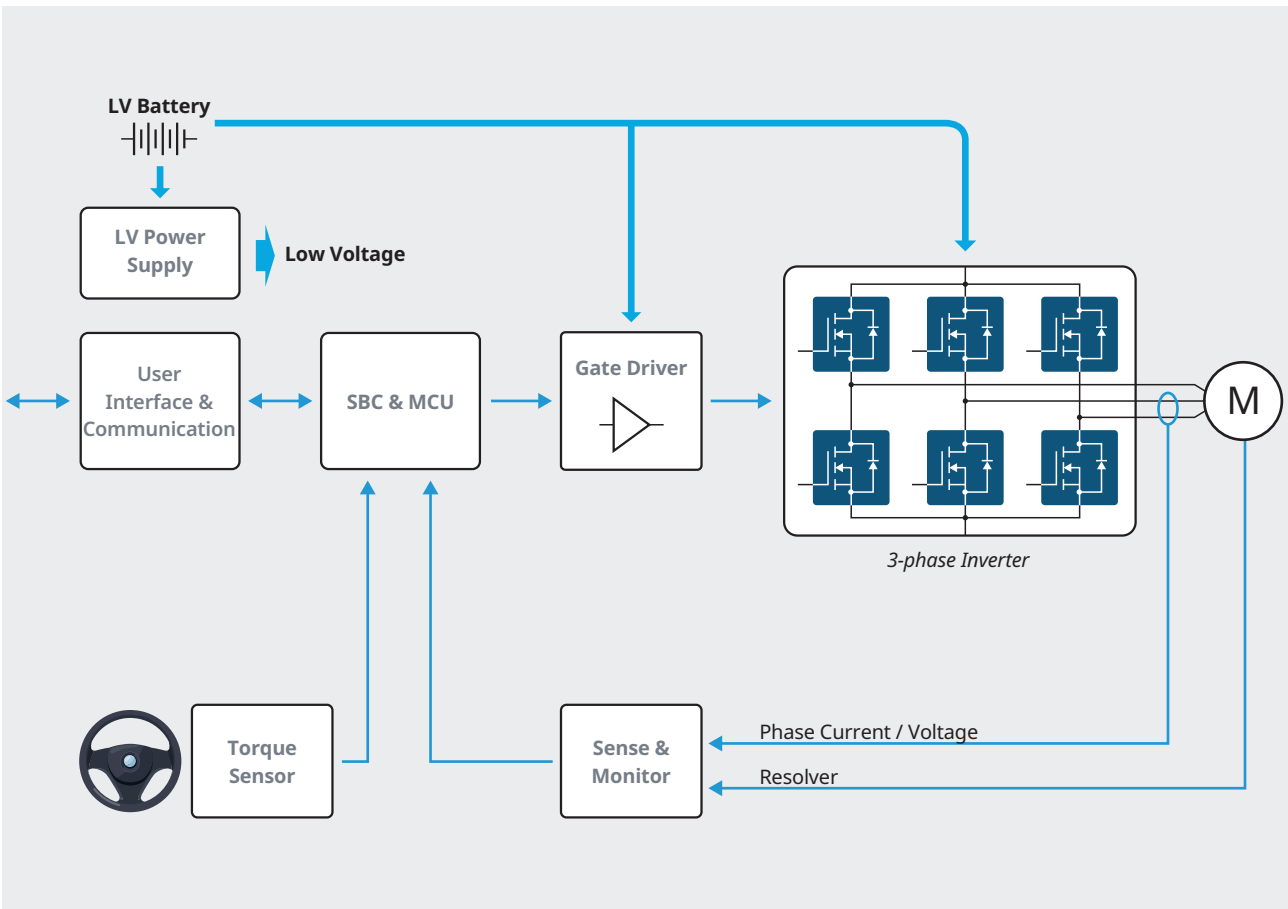 LV Battery
LV Power
Supply
Low Voltage
User
Interface &
Communication
SBC & MCU
Gate Driver
M
3-phase Inverter
Torque
Sensor
Sense &
Monitor
Phase Current / Voltage
Resolver